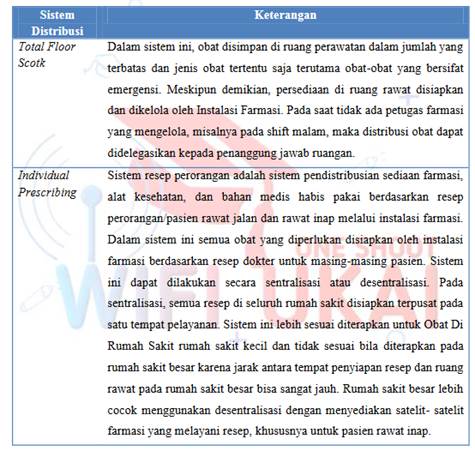 Sistem
Distribusi
Keterangan
Total Floor
Scotk
Dalam sistem ini, obat disimpan di ruang perawatan dalam jumlah yang
terbatas dan jenis obat tertentu saja terutama obat-obat yang bersifat
emergensi. Meskipun demikian, persediaan di ruang rawat disiapkan
dan dikelola oleh Instalasi Farmasi. Pada saat tidak ada petugas farmasi
yang mengelola, misalnya pada shift malam, maka distribusi obat dapat
didelegasikan kepada penanggung jawab ruangan.
Individual
Prescribing
Sistem resep perorangan adalah sistem pendistribusian sediaan farmasi,
alat kesehatan, dan bahan medis habis pakai berdasarkan resep
perorangan/pasien rawat jalan dan rawat inap melalui instalasi farmasi.
Dalam sistem ini semua obat yang diperlukan disiapkan oleh instalasi
farmasi berdasarkan resep dokter untuk masing-masing pasien. Sistem
ini dapat dilakukan secara sentralisasi atau desentralisasi. Pada
sentralisasi, semua resep di seluruh rumah sakit disiapkan terpusat pada
satu tempat pelayanan. Sistem ini lebih sesuai diterapkan untuk Obat Di
Rumah Sakit rumah sakit kecil dan tidak sesuai bila diterapkan pada
rumah sakit besar karena jarak antara tempat penyiapan resep dan ruang
rawat pada rumah sakit besar bisa sangat jauh. Rumah sakit besar lebih
cocok menggunakan desentralisasi dengan menyediakan satelit- satelit
farmasi yang melayani resep, khususnya untuk pasien rawat inap.
ONE SHOOT
WIFI UKAI